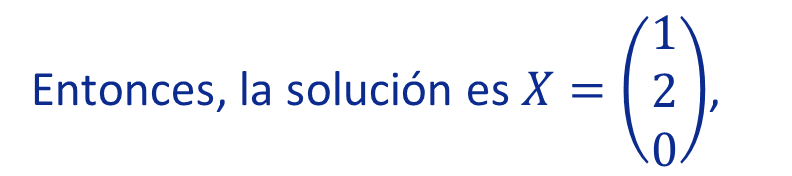 Entonces, la solución es X = (1 2 0),